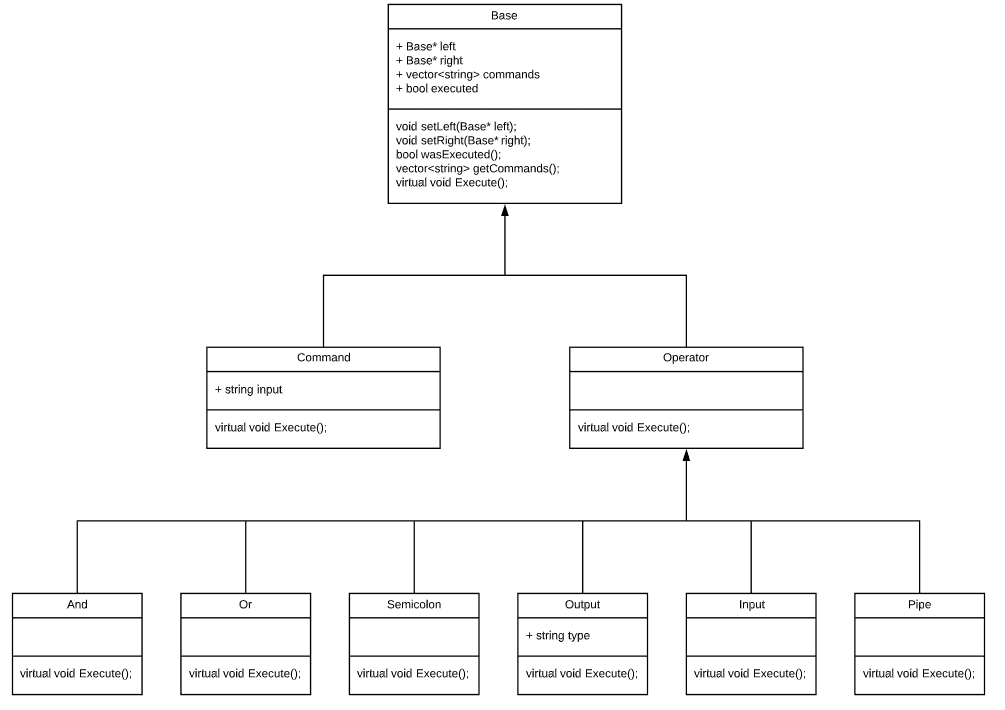 Base
+ Base* left
+ Base* right
+ vector<string> commands
+ bool executed
void setLeft(Base* left);
void setRight(Base* right);
bool wasExecuted();
vector<string> getCommands();
virtual void Execute();
Command
+ string input
virtual void Execute();
Operator
virtual void Execute();
And
virtual void Execute();
Or
virtual void Execute();
Semicolon
virtual void Execute();
Output
+ string type
virtual void Execute();
Input
virtual void Execute();
Pipe
virtual void Execute();